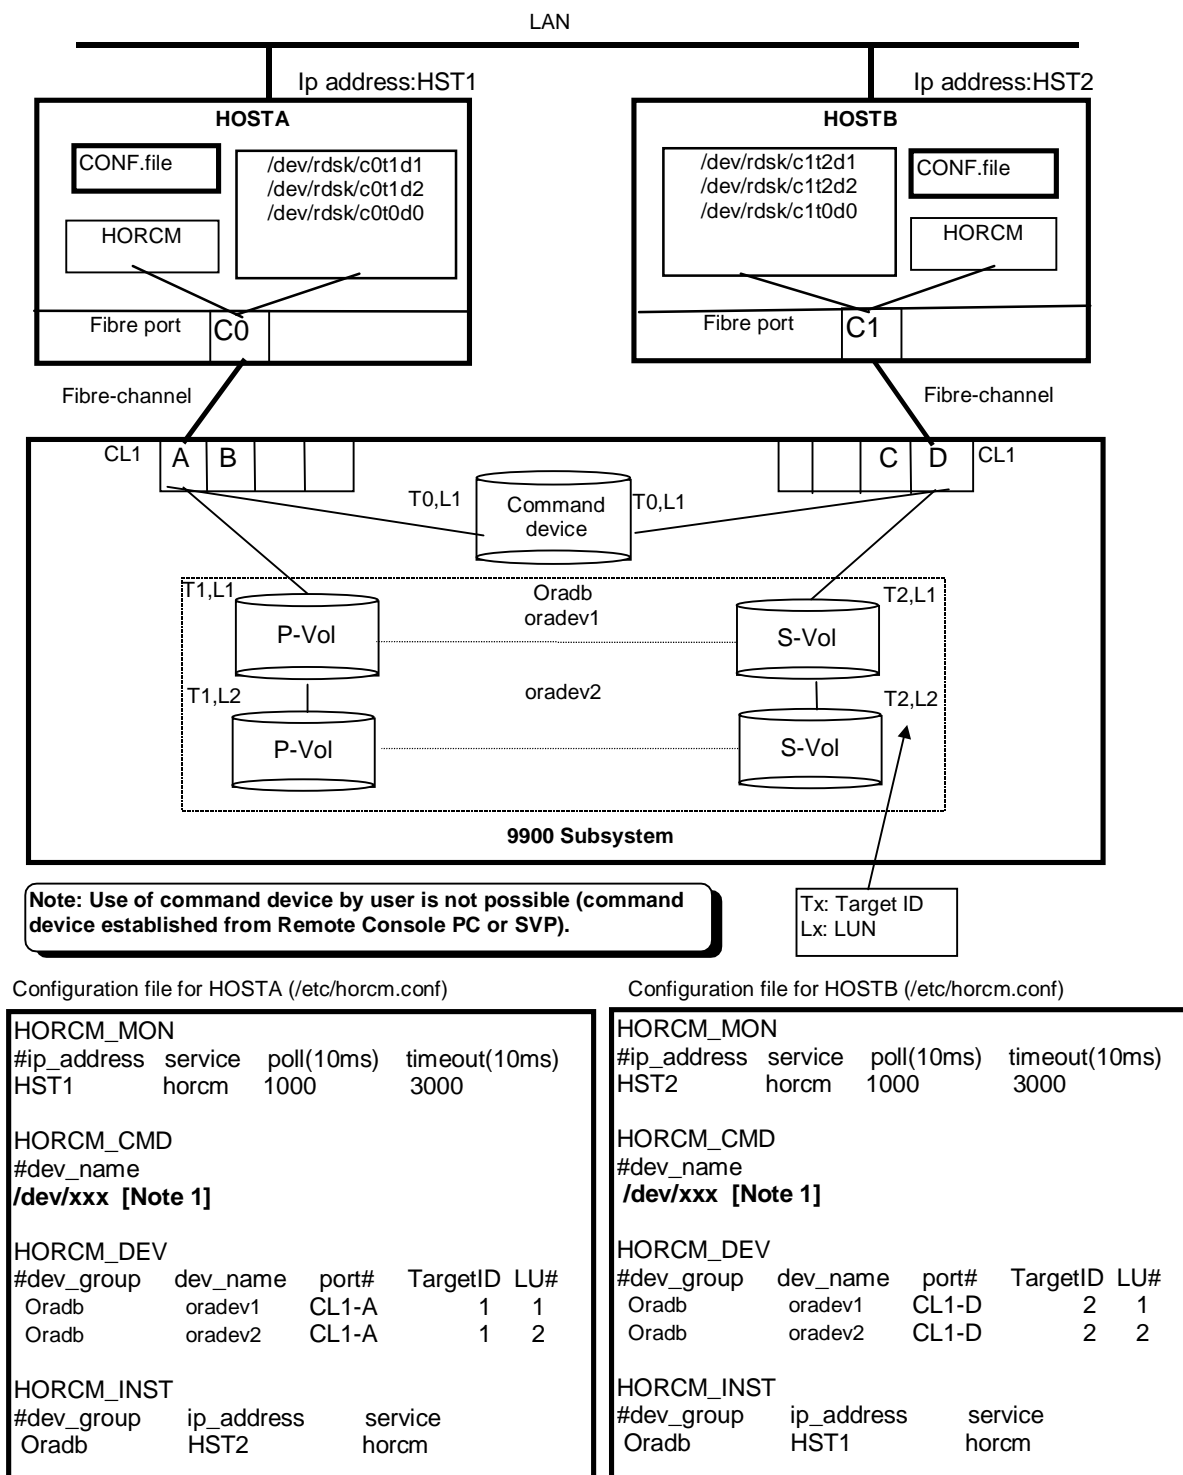 LAN
Ip address:HST1
Ip address:HST2
HOSTA
CONF.file
/dev/rdsk/c0t1d1
/dev/rdsk/c0t1d2
/dev/rdsk/c0t0d0
HORCM
Fibre port
C0
HOSTB
/dev/rdsk/c1t2d1
/dev/rdsk/c1t2d2
/dev/rdsk/c1t0d0
CONF.file
HORCM
Fibre port
C1
Fibre-channel
Fibre-channel
CL1
A
B
C
D
CL1
T0,L1
Command
device
T0,L1
T1,L1
Oradb
oradev1
T2,L1
P-Vol
S-Vol
T1,L2
oradev2
T2,L2
P-Vol
S-Vol
9900 Subsystem
Note: Use of command device by user is not possible (command
device established from Remote Console PC or SVP).
Tx: Target ID
Lx: LUN
Configuration file for HOSTA (/etc/horcm.conf)
HORCM_MON
#ip_address service poll(10ms) timeout(10ms)
HST1 horcm 1000 3000
HORCM_CMD
#dev_name
/dev/xxx [Note 1]
HORCM_DEV
#dev_group dev_name port# TargetID LU#
Oradb oradev1 CL1-A 1 1
Oradb oradev2 CL1-A 1 2
HORCM_INST
#dev_group ip_address service
Oradb HST2 horcm
Configuration file for HOSTB (/etc/horcm.conf)
HORCM_MON
#ip_address service poll(10ms) timeout(10ms)
HST2 horcm 1000 3000
HORCM_CMD
#dev_name
/dev/xxx [Note 1]
HORCM_DEV
#dev_group dev_name port# TargetID LU#
Oradb oradev1 CL1-D 2 1
Oradb oradev2 CL1-D 2 2
HORCM_INST
#dev_group ip_address service
Oradb HST1 horcm